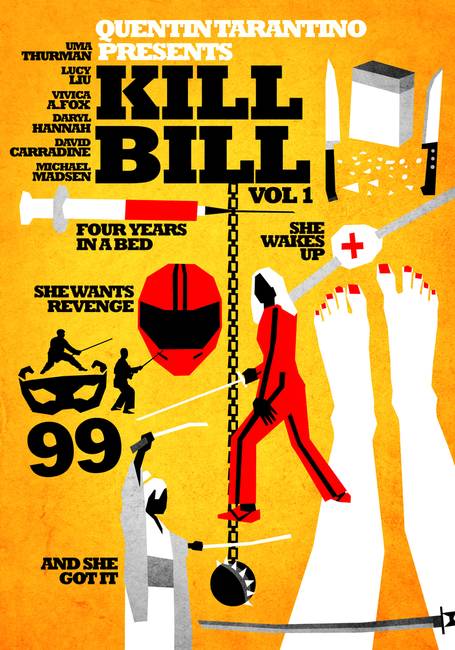 QUENTIN TARANTINO
PRESENTS
UMA
THURMAN
LUCY
LIU
VIVICA
A.FOX
DARYL
HANNAH
DAVID
CARRADINE
MICHAEL
MADSEN
KILL
BILL
VOL 1
FOUR YEARS
IN A BED
SHE
WAKES
UP
SHE WANTS
REVENGE
99
AND SHE
GOT IT